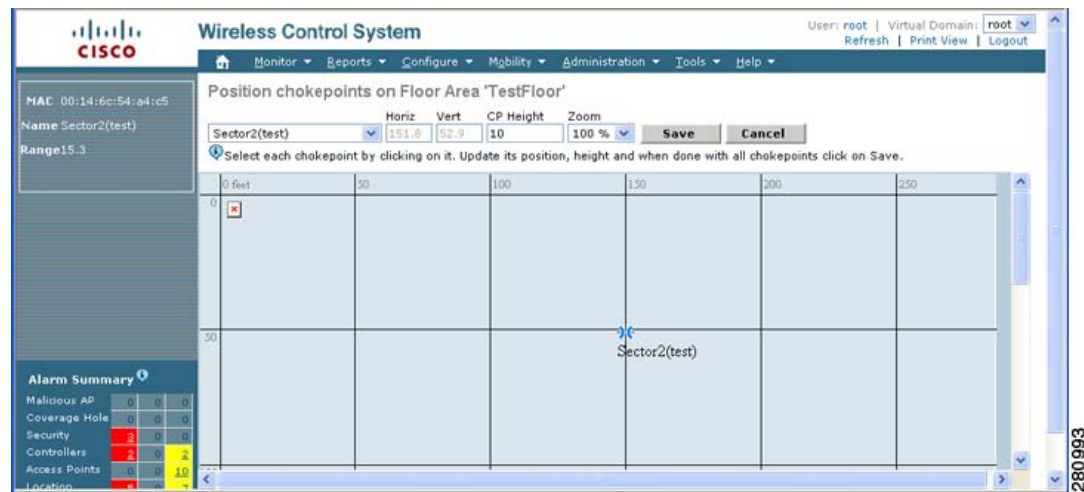 CISCO
Wireless Control System
User: root | Virtual Domain: root
Refresh | Print View | Logout
Monitor Reports Configure Mobility Administration Tools Help
MAC 00:14:6c:54:a4:c5
Name Sector2(test)
Range15.3
Position chokepoints on Floor Area 'TestFloor'
Horiz Vert CP Height Zoom
Sector2(test) 151.8 52.9 10 100 % Save Cancel
Select each chokepoint by clicking on it. Update its position, height and when done with all chokepoints click on Save.
0 feet 50 100 150 200 250
0
50
Sector2(test)
Alarm Summary
Malicious AP 0 0 0
Coverage Hole 0 0 0
Security 2 0 0
Controllers 2 0 2
Access Points 0 0 10
Location
280993